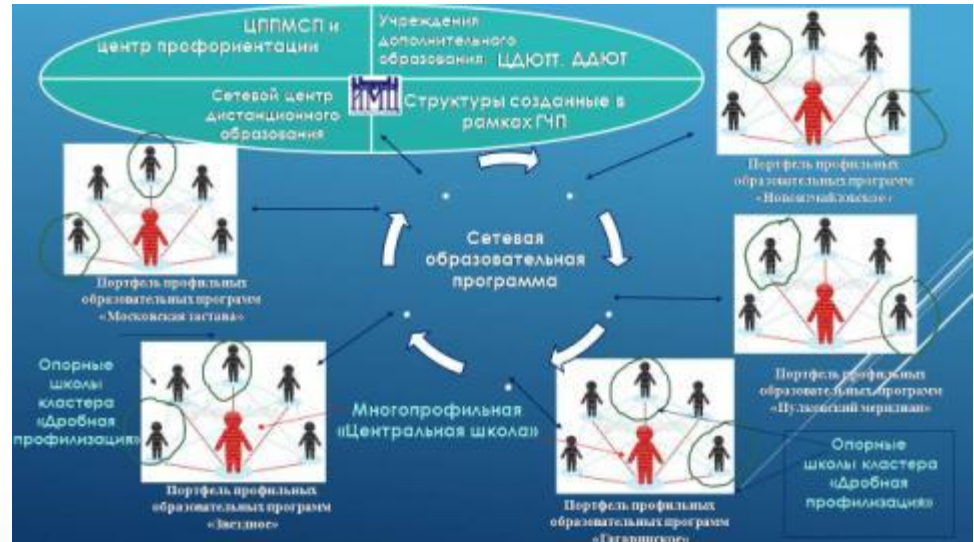 ЦППМСП и
центр профориентации
Учреждения
дополнительного
образования ЦДЮТТ, ДДЮТ
Сетевой центр
дистанционного
образования
ИМЦ
Структуры созданные в
рамках ГЧП
Портфель профильных
образовательных программ
«Новоизмайловское»
Сетевая
образовательная
программа
Портфель профильных
образовательных программ
«Московская застава»
Портфель профильных
образовательных программ
«Пулковский меридиан»
Опорные
школы
кластера
«Дробная
профилизация»
Многопрофильная
«Центральная школа»
Опорные
школы кластера
«Дробная
профилизация»
Портфель профильных
образовательных программ
«Звездное»
Портфель профильных
образовательных программ
«Гагаринское»